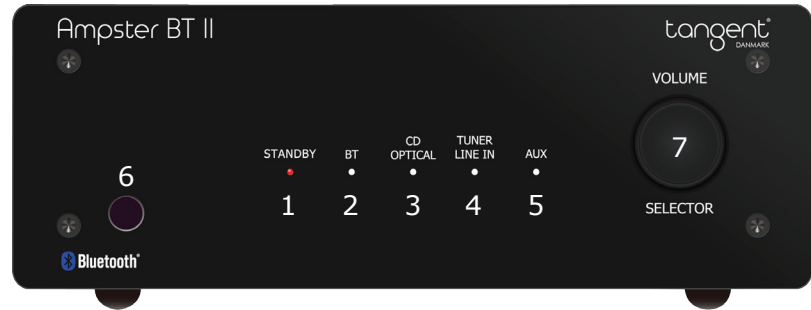 Ampster BT II
tangent®
DANMARK
VOLUME
7
SELECTOR
STANDBY
BT
CD
OPTICAL
TUNER
LINE IN
AUX
6
1 2 3 4 5
Bluetooth®